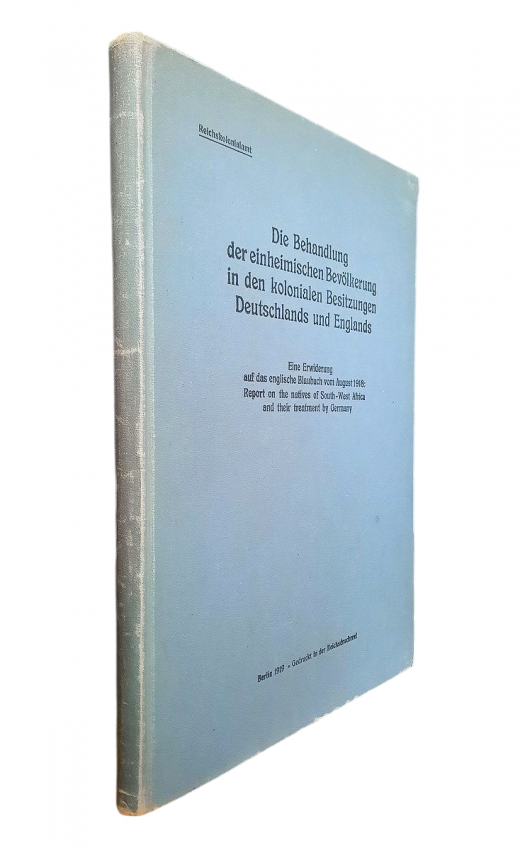 Reichskolonialamt
Die Behandlung
der einheimischen Bevölkerung
in den kolonialen Besitzungen
Deutschlands und Englands
Eine Erwiderung
auf das englische Blaubuch vom August 1918:
Report on the natives of South-West Africa
and their treatment by Germany
Berlin 1919 • Gedruckt in der Reichsdruckerei